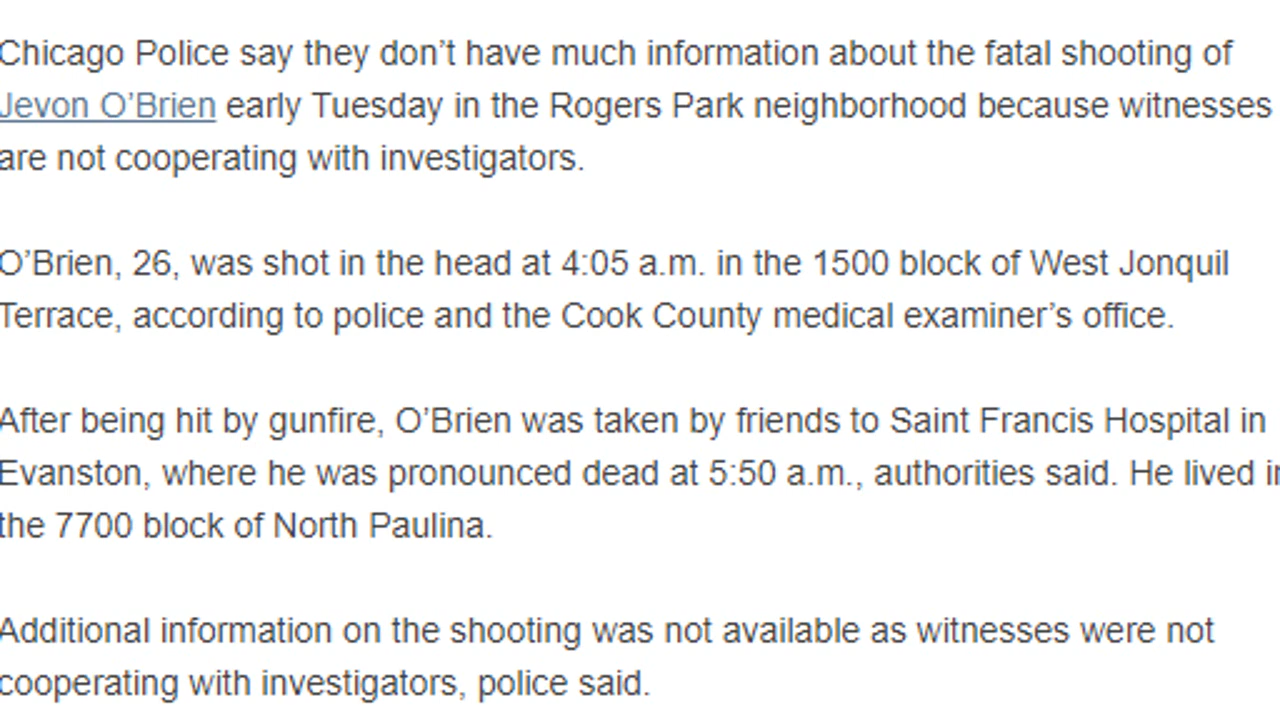 Chicago Police say they don’t have much information about the fatal shooting of
Jevon O’Brien early Tuesday in the Rogers Park neighborhood because witnesses
are not cooperating with investigators.
O’Brien, 26, was shot in the head at 4:05 a.m. in the 1500 block of West Jonquil
Terrace, according to police and the Cook County medical examiner’s office.
After being hit by gunfire, O’Brien was taken by friends to Saint Francis Hospital in
Evanston, where he was pronounced dead at 5:50 a.m., authorities said. He lived in
the 7700 block of North Paulina.
Additional information on the shooting was not available as witnesses were not
cooperating with investigators, police said.